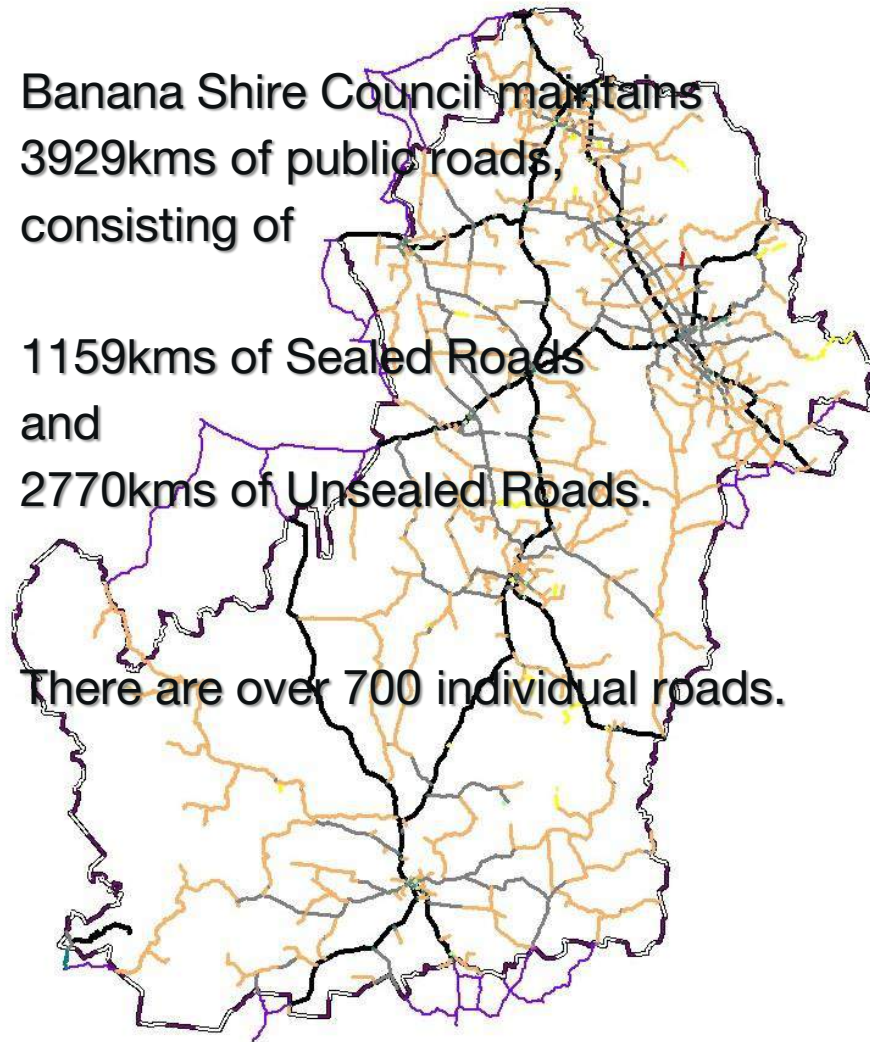 Banana Shire Council maintains
3929kms of public roads,
consisting of
1159kms of Sealed Roads
and
2770kms of Unsealed Roads.
There are over 700 individual roads.